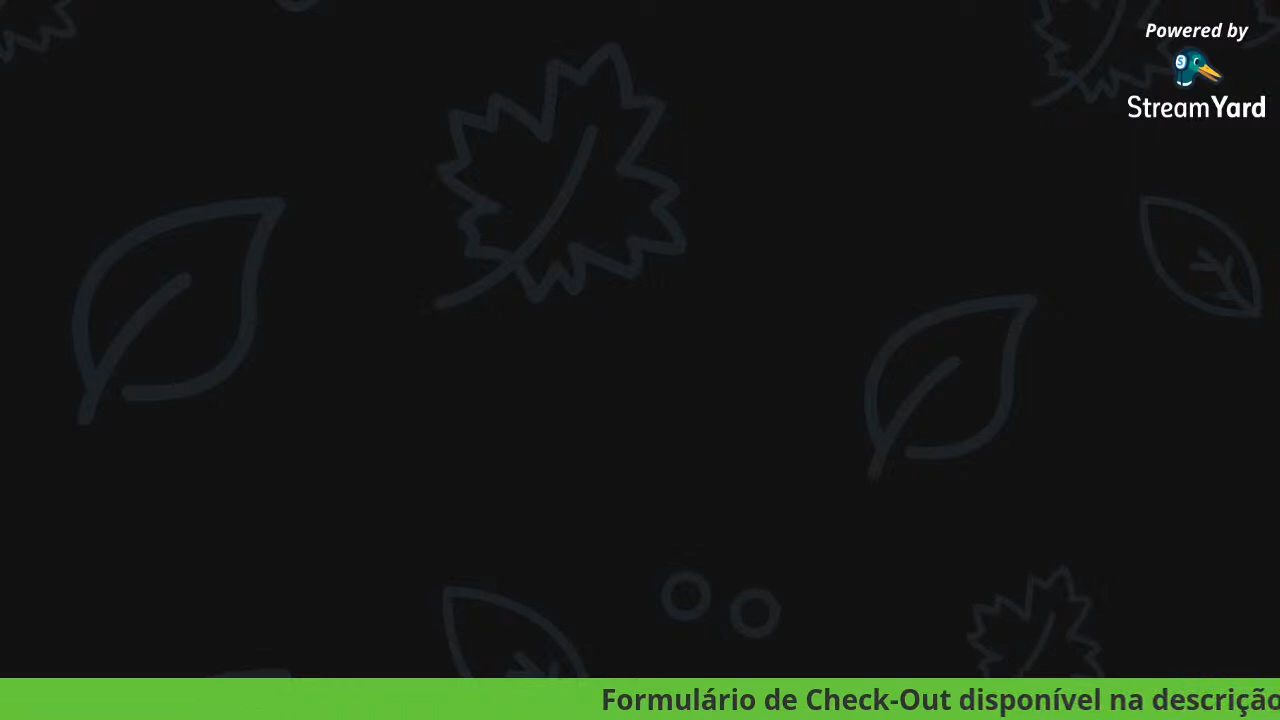 Powered by
S
StreamYard
Formulário de Check-Out disponível na descrição